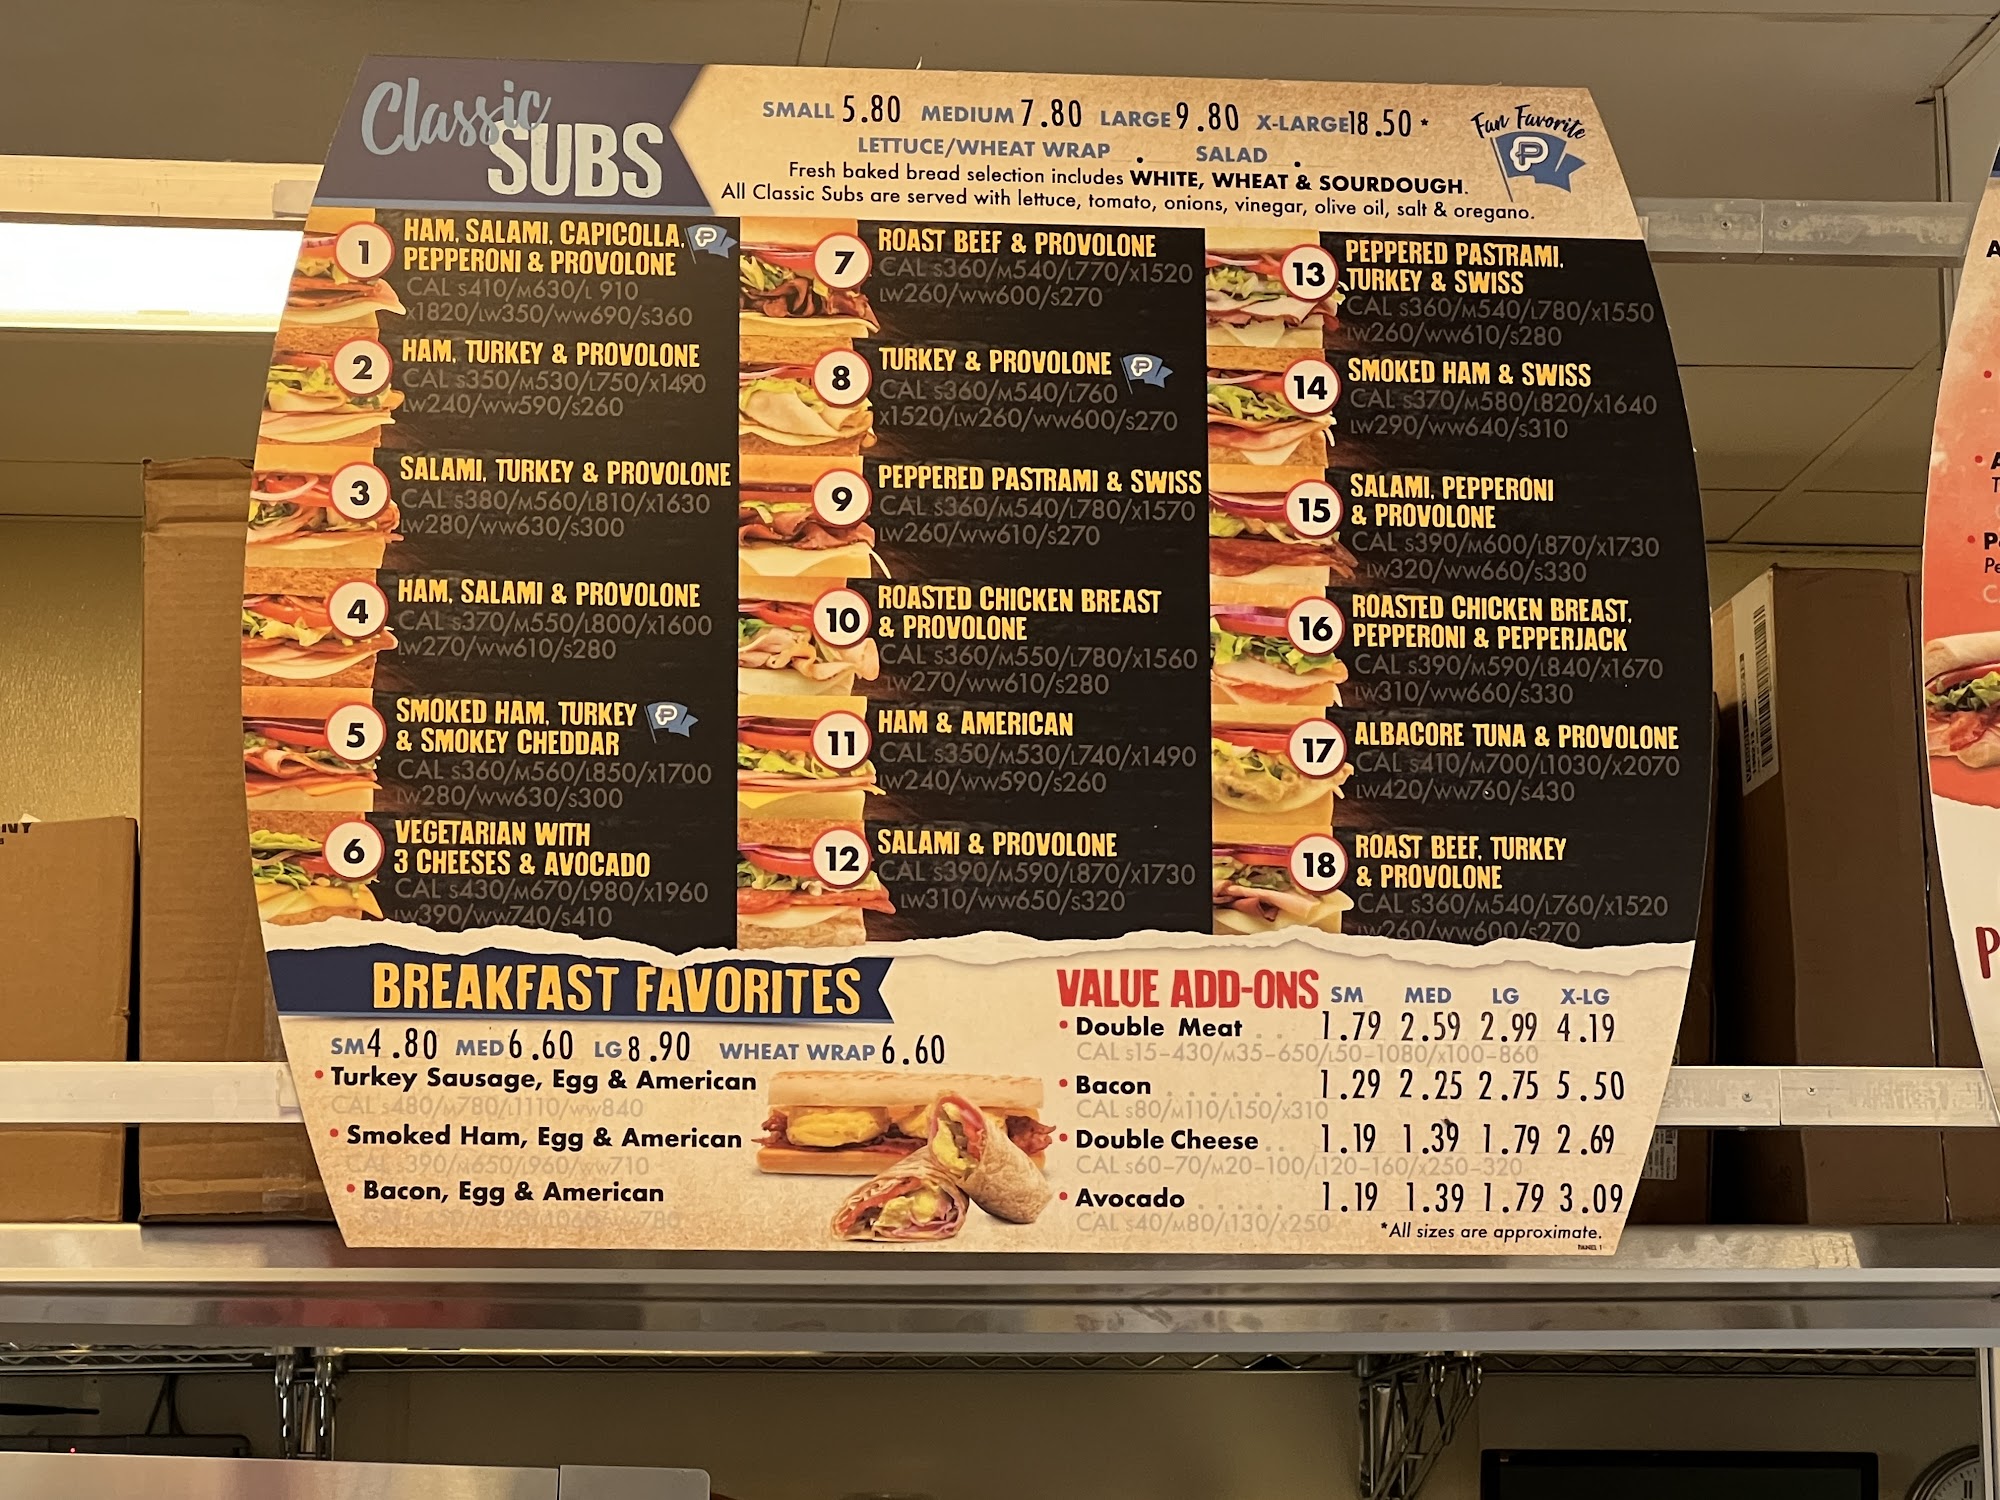 Classic
SUBS
SMALL 5.80 MEDIUM 7.80 LARGE 9.80 X-LARGE 18.50 *
LETTUCE/WHEAT WRAP . SALAD .
Fresh baked bread selection includes WHITE, WHEAT & SOURDOUGH.
All Classic Subs are served with lettuce, tomato, onions, vinegar, olive oil, salt & oregano.
Fan Favorite
P
1
HAM, SALAMI, CAPICOLLA,
PEPPERONI & PROVOLONE
CAL S410/M630/L 910
X1820/LW350/WW690/S360
2
HAM, TURKEY & PROVOLONE
CAL S350/M530/L750/X1490
LW240/WW590/S260
3
SALAMI, TURKEY & PROVOLONE
CAL S380/M560/L810/X1630
LW280/WW630/S300
4
HAM, SALAMI & PROVOLONE
CAL S370/M550/L800/X1600
LW270/WW610/S280
5
SMOKED HAM, TURKEY
& SMOKEY CHEDDAR
CAL S360/M560/L850/X1700
LW280/WW630/S300
6
VEGETARIAN WITH
3 CHEESES & AVOCADO
CAL S430/M670/L980/X1960
LW390/WW740/S410
7
ROAST BEEF & PROVOLONE
CAL S360/M540/L770/X1520
LW260/WW600/S270
8
TURKEY & PROVOLONE
CAL S360/M540/L760
X1520/LW260/WW600/S270
9
PEPPERED PASTRAMI & SWISS
CAL S360/M540/L780/X1570
LW260/WW610/S270
10
ROASTED CHICKEN BREAST
& PROVOLONE
CAL S360/M550/L780/X1560
LW270/WW610/S280
11
HAM & AMERICAN
CAL S350/M530/L740/X1490
LW240/WW590/S260
12
SALAMI & PROVOLONE
CAL S390/M590/L870/X1730
LW310/WW650/S320
13
PEPPERED PASTRAMI,
TURKEY & SWISS
CAL S360/M540/L780/X1550
LW260/WW610/S280
14
SMOKED HAM & SWISS
CAL S370/M580/L820/X1640
LW290/WW640/S310
15
SALAMI, PEPPERONI
& PROVOLONE
CAL S390/M600/L870/X1730
LW320/WW660/S330
16
ROASTED CHICKEN BREAST,
PEPPERONI & PEPPERJACK
CAL S390/M590/L840/X1670
LW310/WW660/S330
17
ALBACORE TUNA & PROVOLONE
CAL S410/M700/L1030/X2070
LW420/WW760/S430
18
ROAST BEEF, TURKEY
& PROVOLONE
CAL S360/M540/L760/X1520
LW260/WW600/S270
BREAKFAST FAVORITES
SM 4.80 MED 6.60 LG 8.90 WHEAT WRAP 6.60
• Turkey Sausage, Egg & American
CAL S480/M780/L1110/WW840
• Smoked Ham, Egg & American
CAL S390/M650/L960/WW710
• Bacon, Egg & American
VALUE ADD-ONS SM MED LG X-LG
• Double Meat 1.79 2.59 2.99 4.19
CAL S15-430/M35-650/L50-1080/X100-860
• Bacon 1.29 2.25 2.75 5.50
CAL S80/M110/L150/X310
• Double Cheese 1.19 1.39 1.79 2.69
CAL S60-70/M20-100/L120-160/X250-320
• Avocado 1.19 1.39 1.79 3.09
CAL S40/M80/L130/X250
*All sizes are approximate.
PANEL 1